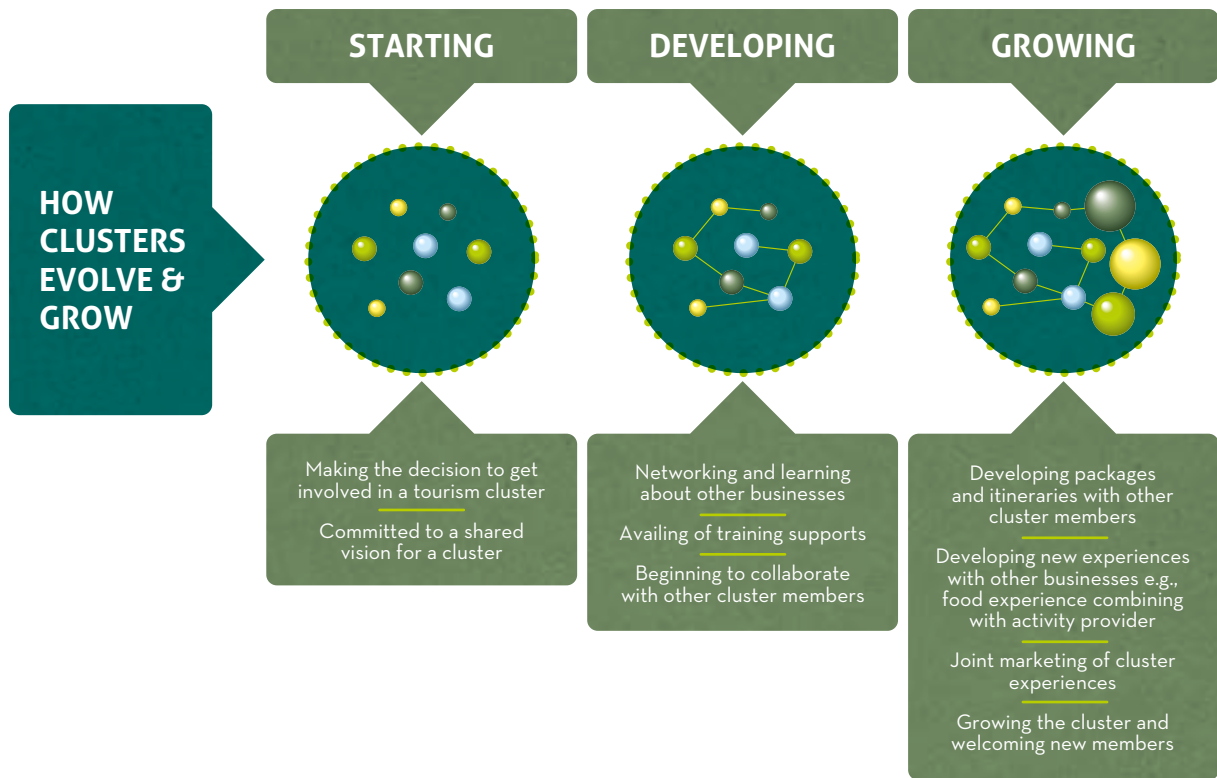 HOW
CLUSTERS
EVOLVE &
GROW
STARTING
Making the decision to get
involved in a tourism cluster
Committed to a shared
vision for a cluster
DEVELOPING
Networking and learning
about other businesses
Availing of training supports
Beginning to collaborate
with other cluster members
GROWING
Developing packages
and itineraries with other
cluster members
Developing new experiences
with other businesses e.g.,
food experience combining
with activity provider
Joint marketing of cluster
experiences
Growing the cluster and
welcoming new members